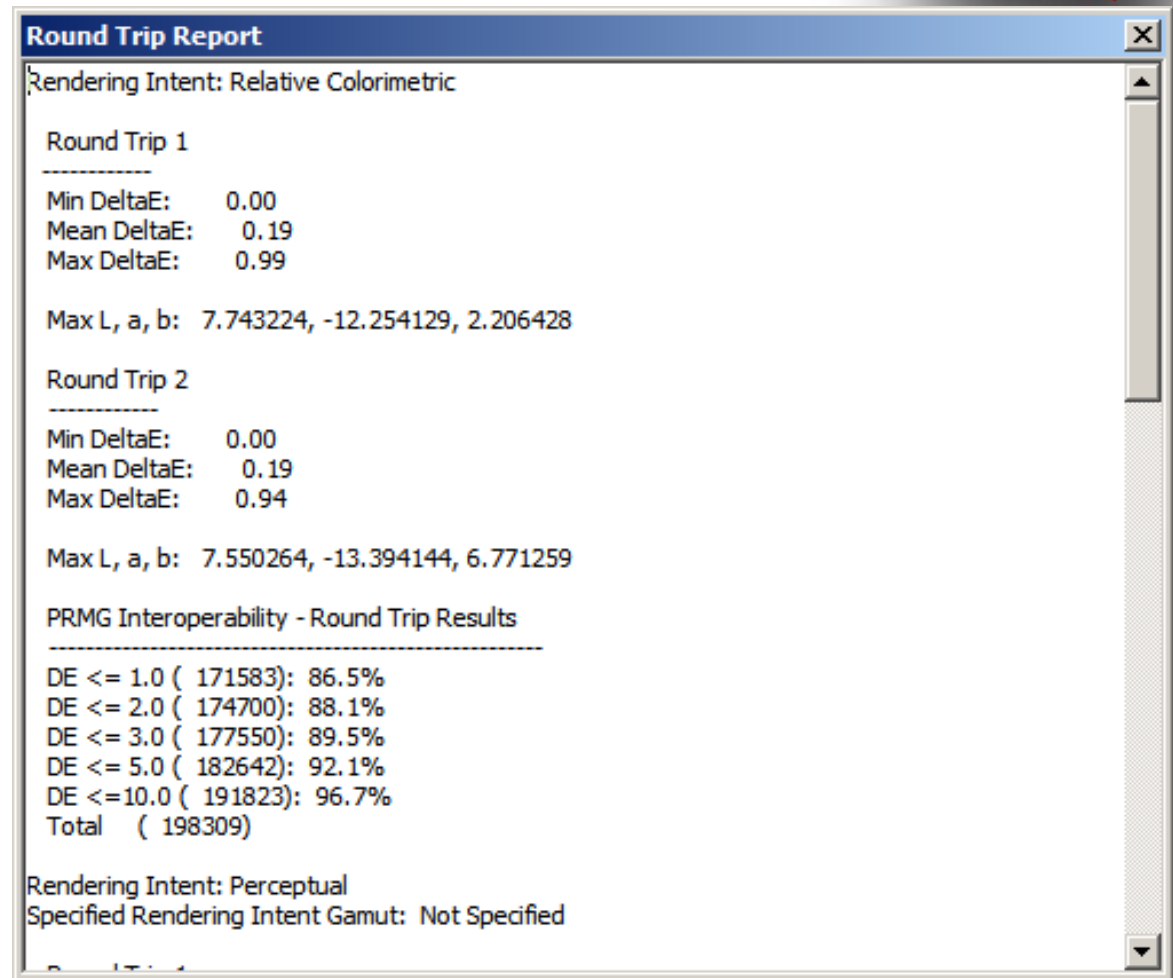 Round Trip Report
Rendering Intent: Relative Colorimetric
Round Trip 1
------------
Min DeltaE: 0.00
Mean DeltaE: 0.19
Max DeltaE: 0.99
Max L, a, b: 7.743224, -12.254129, 2.206428
Round Trip 2
------------
Min DeltaE: 0.00
Mean DeltaE: 0.19
Max DeltaE: 0.94
Max L, a, b: 7.550264, -13.394144, 6.771259
PRMG Interoperability - Round Trip Results
------------------------------------------------------
DE <= 1.0 ( 171583): 86.5%
DE <= 2.0 ( 174700): 88.1%
DE <= 3.0 ( 177550): 89.5%
DE <= 5.0 ( 182642): 92.1%
DE <=10.0 ( 191823): 96.7%
Total ( 198309)
Rendering Intent: Perceptual
Specified Rendering Intent Gamut: Not Specified